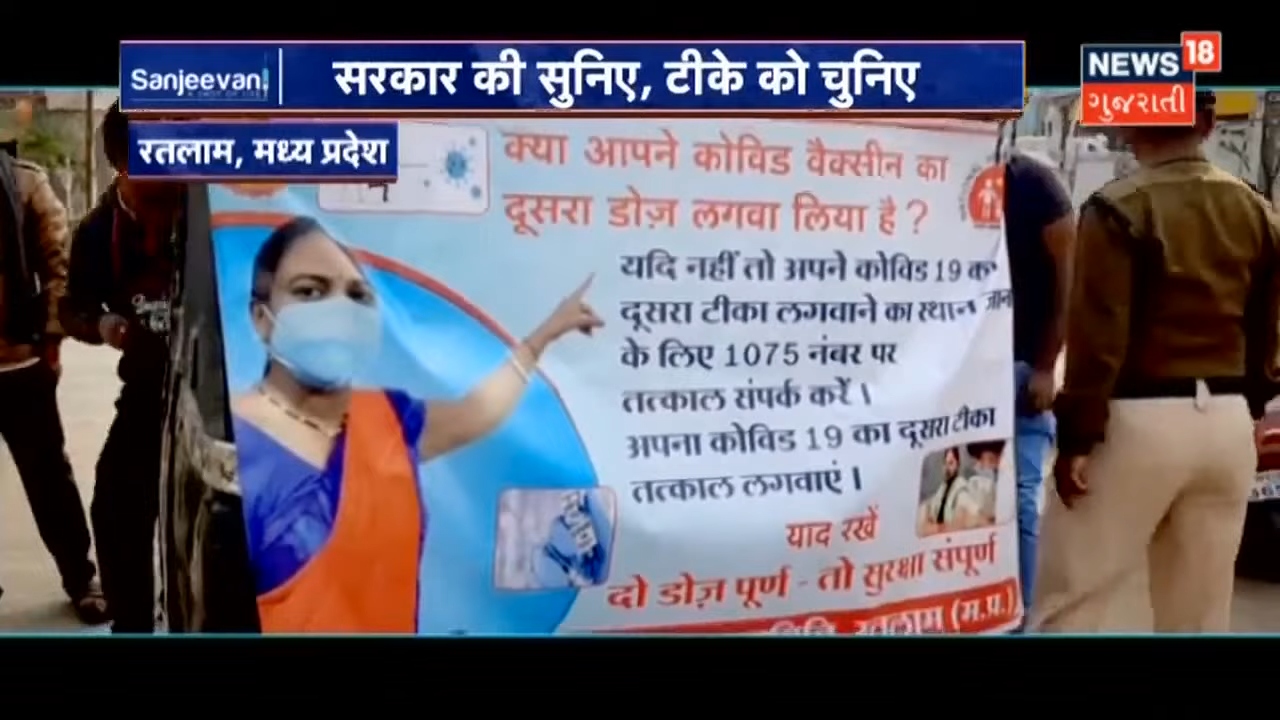 Sanjeevani
सरकार की सुनिए, टीके को चुनिए
NEWS 18
ગુજરાતી
रतलाम, मध्य प्रदेश
क्या आपने कोविड वैक्सीन का
दूसरा डोज़ लगवा लिया है ?
यदि नहीं तो अपने कोविड 19 का
दूसरा टीका लगवाने का स्थान
के लिए 1075 नंबर पर
तत्काल संपर्क करें ।
अपना कोविड 19 का दूसरा टीका
तत्काल लगवाएं ।
याद रखें
दो डोज़ पूर्ण - तो सुरक्षा संपूर्ण
रतलाम (म.प्र.)